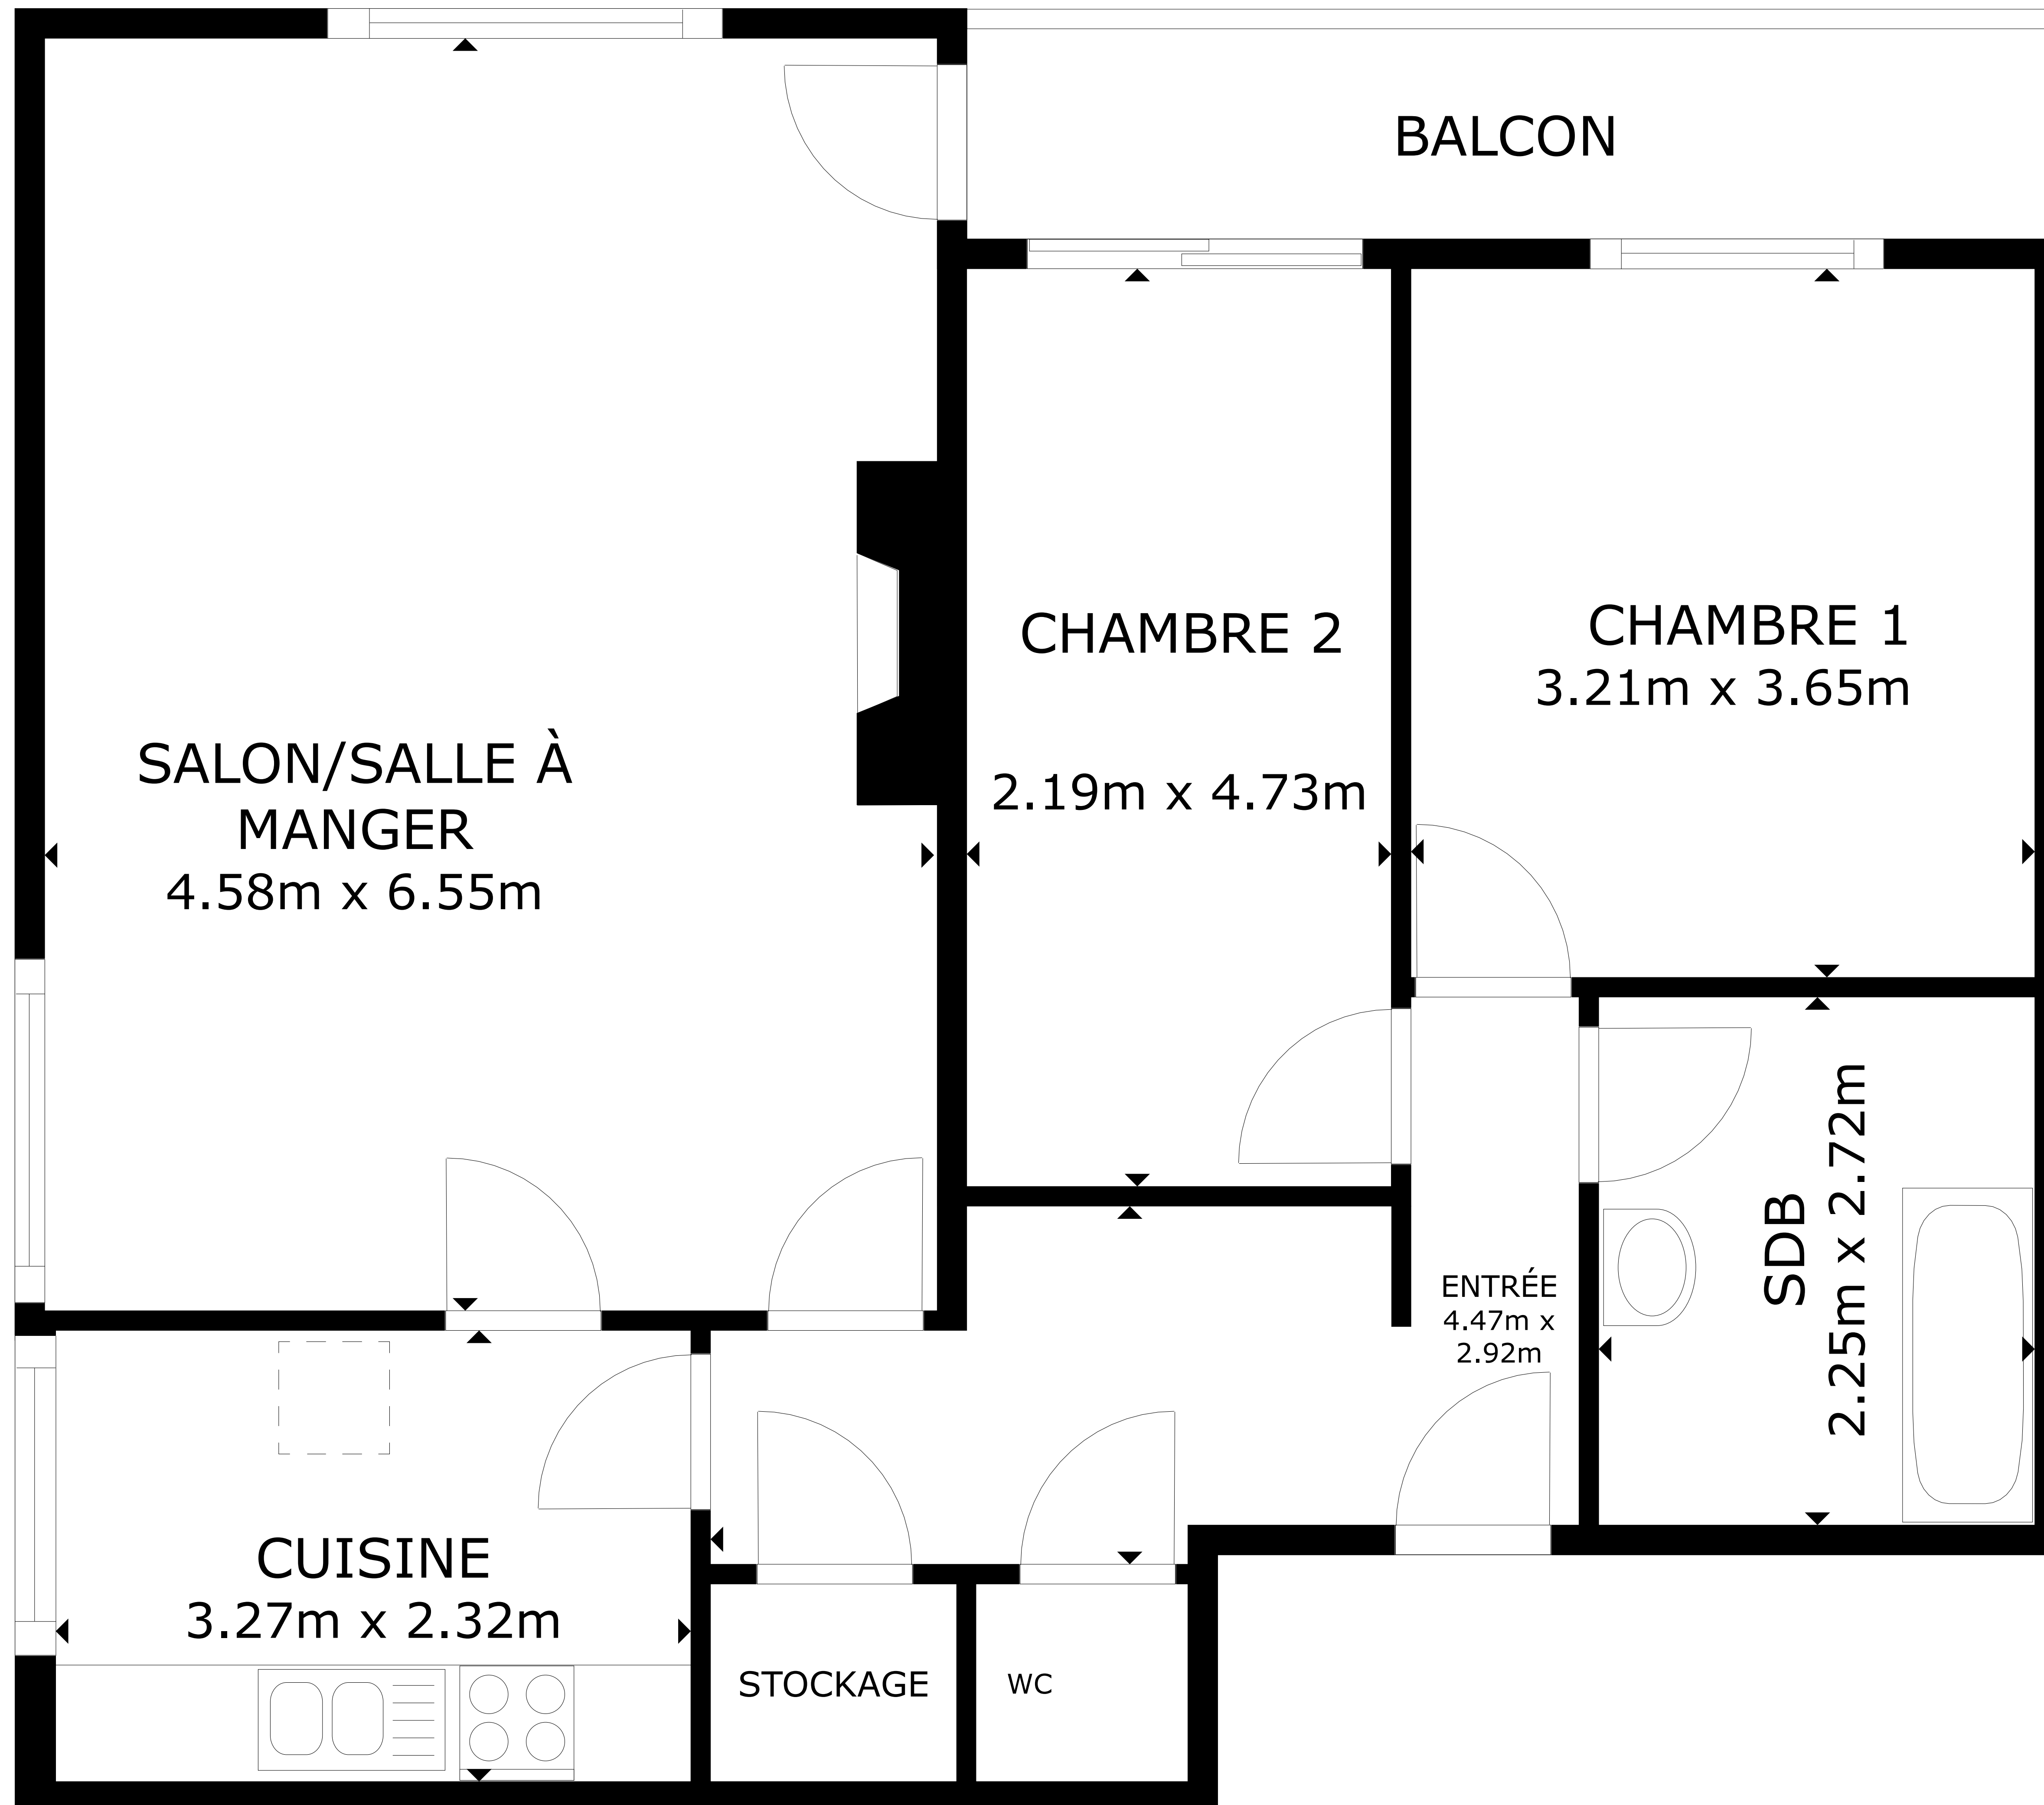 BALCON
CHAMBRE 2
2.19m x 4.73m
CHAMBRE 1
3.21m x 3.65m
SALON/SALLE À
MANGER
4.58m x 6.55m
ENTRÉE
4.47m x
2.92m
SDB
2.25m x 2.72m
CUISINE
3.27m x 2.32m
STOCKAGE
WC